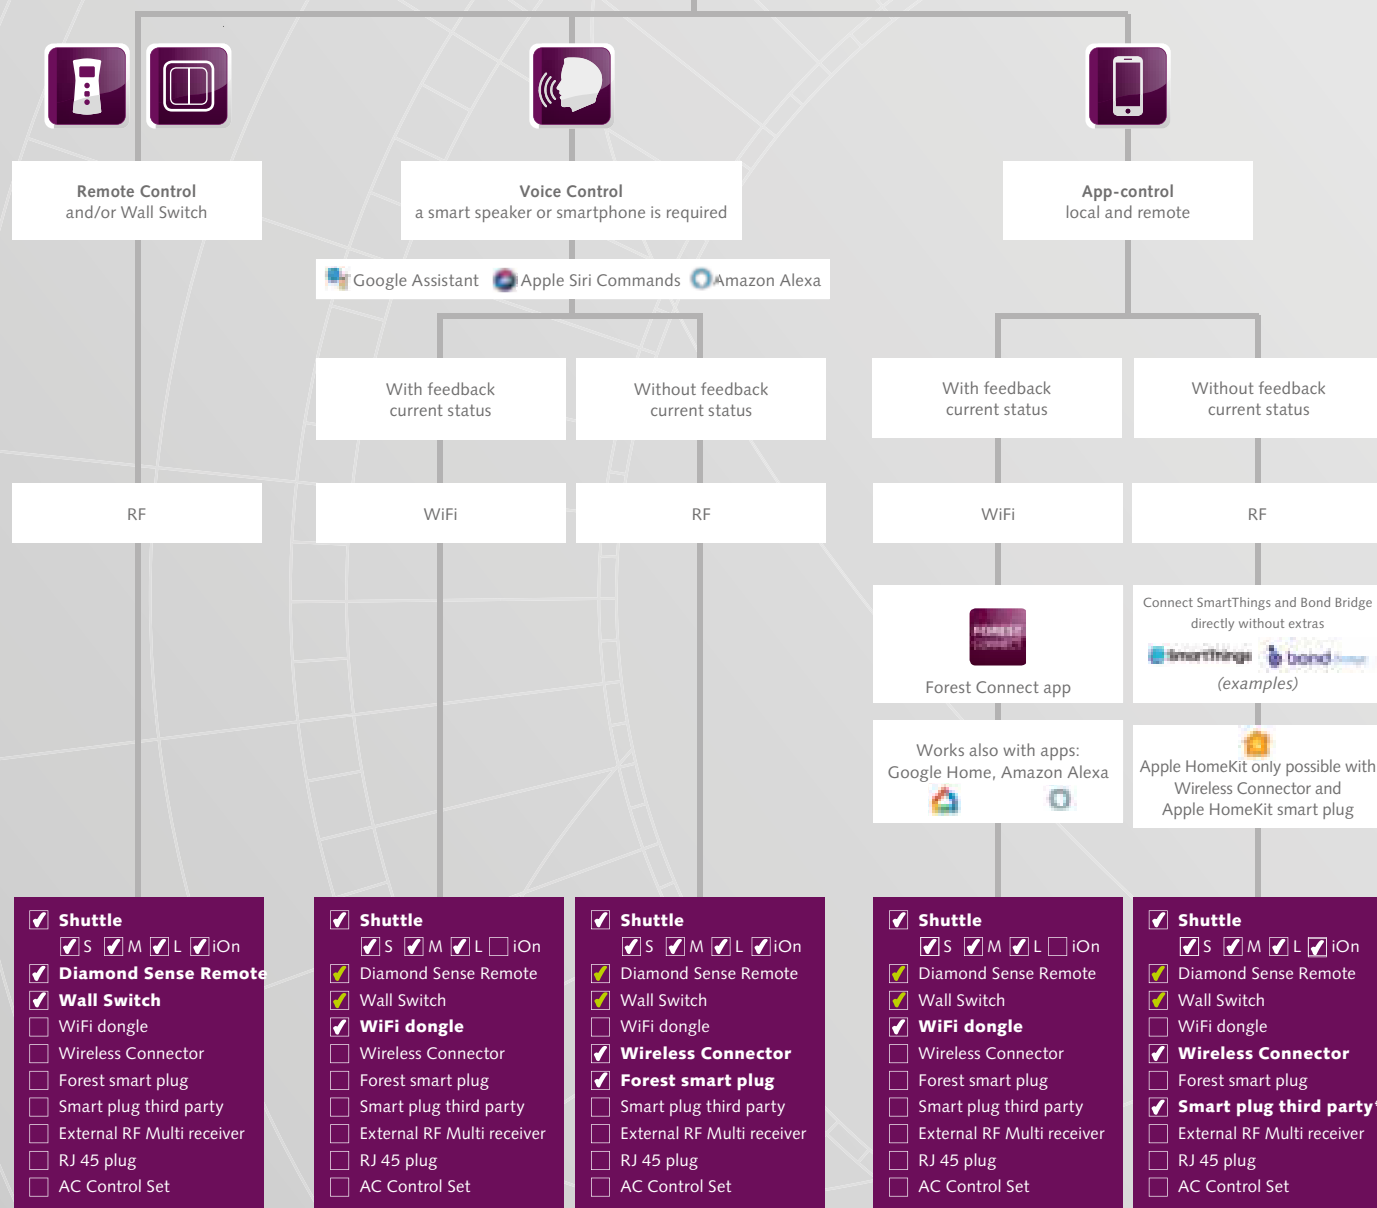 Remote Control
and/or Wall Switch
Voice Control
a smart speaker or smartphone is required
App-control
local and remote
Google Assistant Apple Siri Commands Amazon Alexa
With feedback
current status
Without feedback
current status
With feedback
current status
Without feedback
current status
RF
WiFi
RF
WiFi
RF
FOREST
CONNECT
Forest Connect app
Connect SmartThings and Bond Bridge
directly without extras
SmartThings bond
(examples)
Works also with apps:
Google Home, Amazon Alexa
Apple HomeKit only possible with
Wireless Connector and
Apple HomeKit smart plug
Shuttle
S M L iOn
Diamond Sense Remote
Wall Switch
WiFi dongle
Wireless Connector
Forest smart plug
Smart plug third party
External RF Multi receiver
RJ 45 plug
AC Control Set
Shuttle
S M L iOn
Diamond Sense Remote
Wall Switch
WiFi dongle
Wireless Connector
Forest smart plug
Smart plug third party
External RF Multi receiver
RJ 45 plug
AC Control Set
Shuttle
S M L iOn
Diamond Sense Remote
Wall Switch
WiFi dongle
Wireless Connector
Forest smart plug
Smart plug third party
External RF Multi receiver
RJ 45 plug
AC Control Set
Shuttle
S M L iOn
Diamond Sense Remote
Wall Switch
WiFi dongle
Wireless Connector
Forest smart plug
Smart plug third party
External RF Multi receiver
RJ 45 plug
AC Control Set
Shuttle
S M L iOn
Diamond Sense Remote
Wall Switch
WiFi dongle
Wireless Connector
Forest smart plug
Smart plug third party*
External RF Multi receiver
RJ 45 plug
AC Control Set